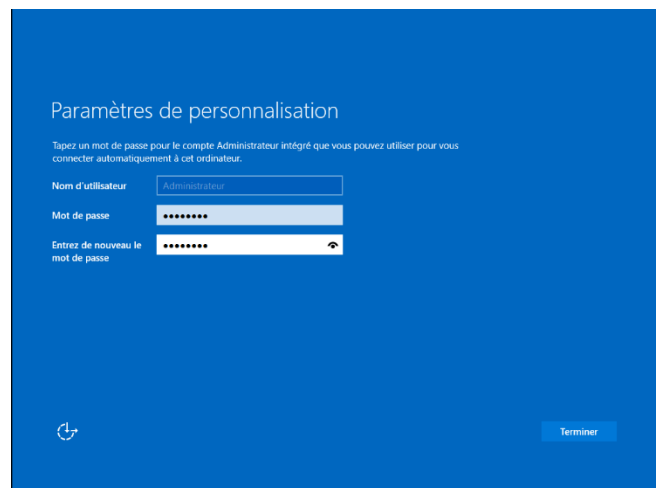 Paramètres de personnalisation
Tapez un mot de passe pour le compte Administrateur intégré que vous pouvez utiliser pour vous
connecter automatiquement à cet ordinateur.
Nom d'utilisateur Administrateur
Mot de passe ••••••••
Entrez de nouveau le ••••••••
mot de passe
Terminer